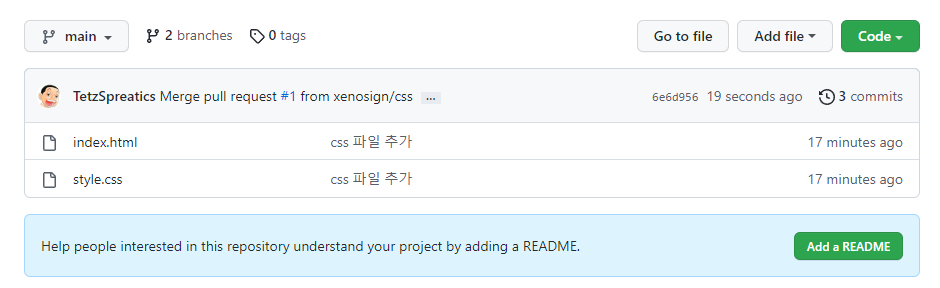 main 2 branches 0 tags Go to file Add file Code
TetzSpreatics Merge pull request #1 from xenosign/css ... 6e6d956 19 seconds ago 3 commits
index.html css 파일 추가 17 minutes ago
style.css css 파일 추가 17 minutes ago
Help people interested in this repository understand your project by adding a README. Add a README